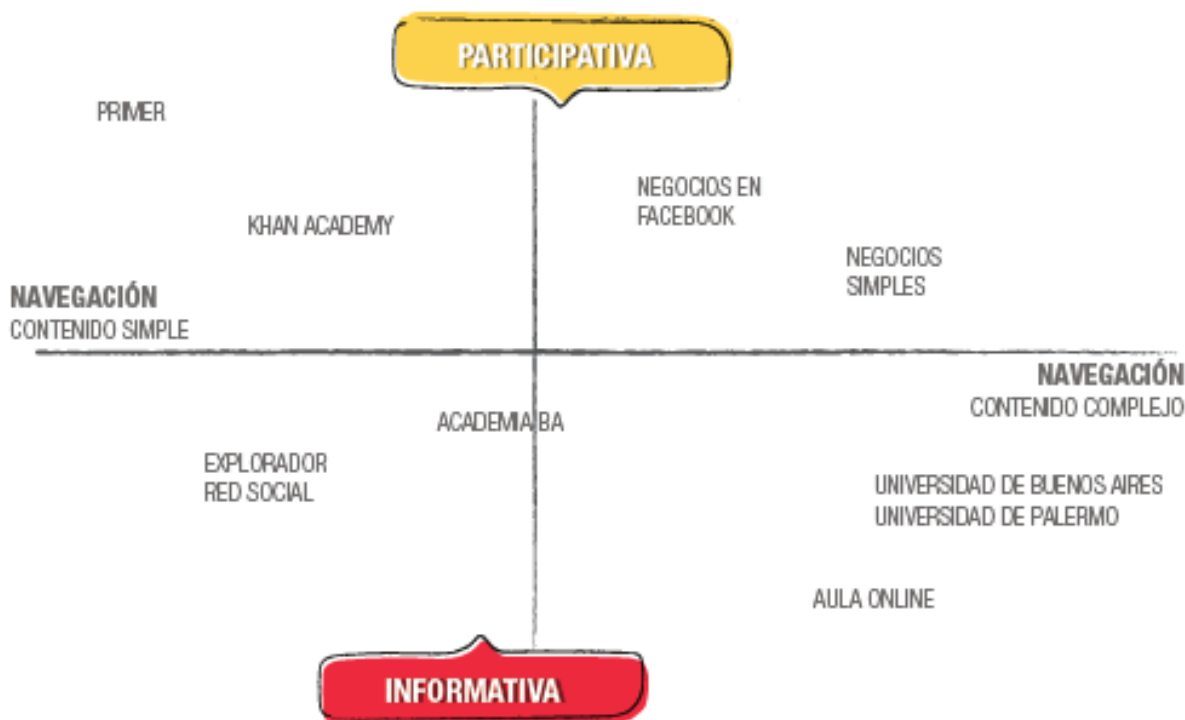 PARTICIPATIVA
PRIMER
NEGOCIOS EN
FACEBOOK
KHAN ACADEMY
NEGOCIOS
SIMPLES
NAVEGACIÓN
CONTENIDO SIMPLE
NAVEGACIÓN
CONTENIDO COMPLEJO
ACADEMIA BA
EXPLORADOR
RED SOCIAL
UNIVERSIDAD DE BUENOS AIRES
UNIVERSIDAD DE PALERMO
AULA ONLINE
INFORMATIVA